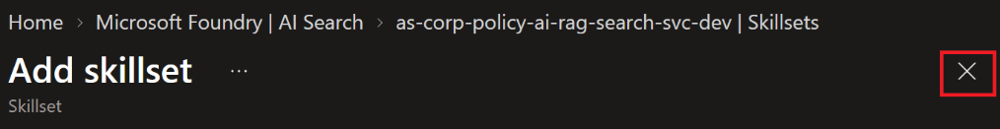 Home > Microsoft Foundry | AI Search > as-corp-policy-ai-rag-search-svc-dev | Skillsets
Add skillset ...
Skillset